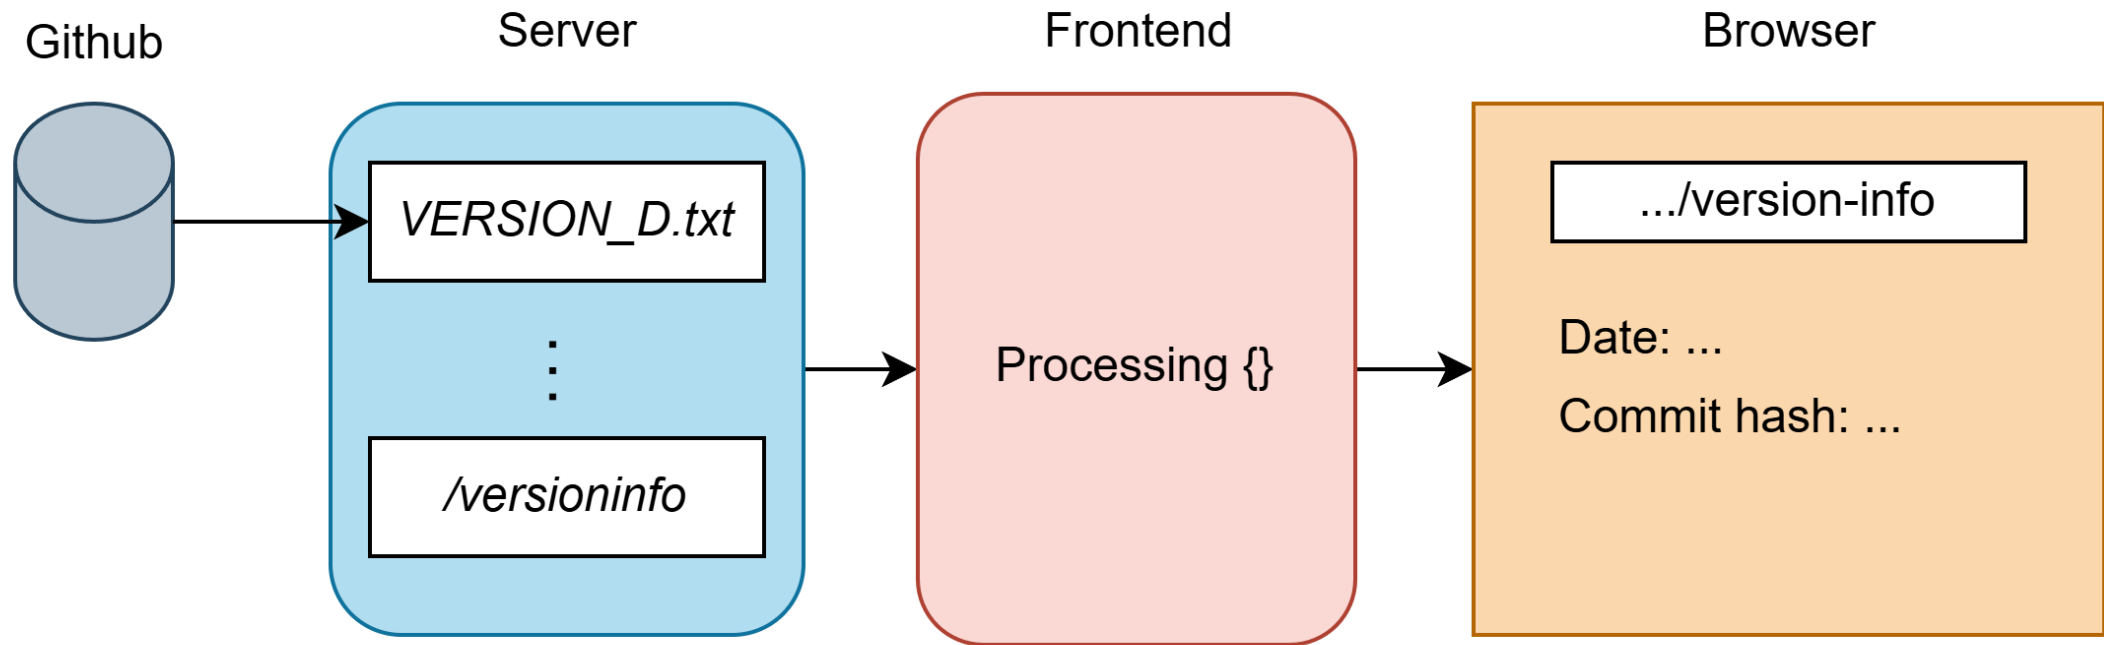 Github
Server
Frontend
Browser
VERSION_D.txt
/versioninfo
Processing {}
.../version-info
Date: ...
Commit hash: ...